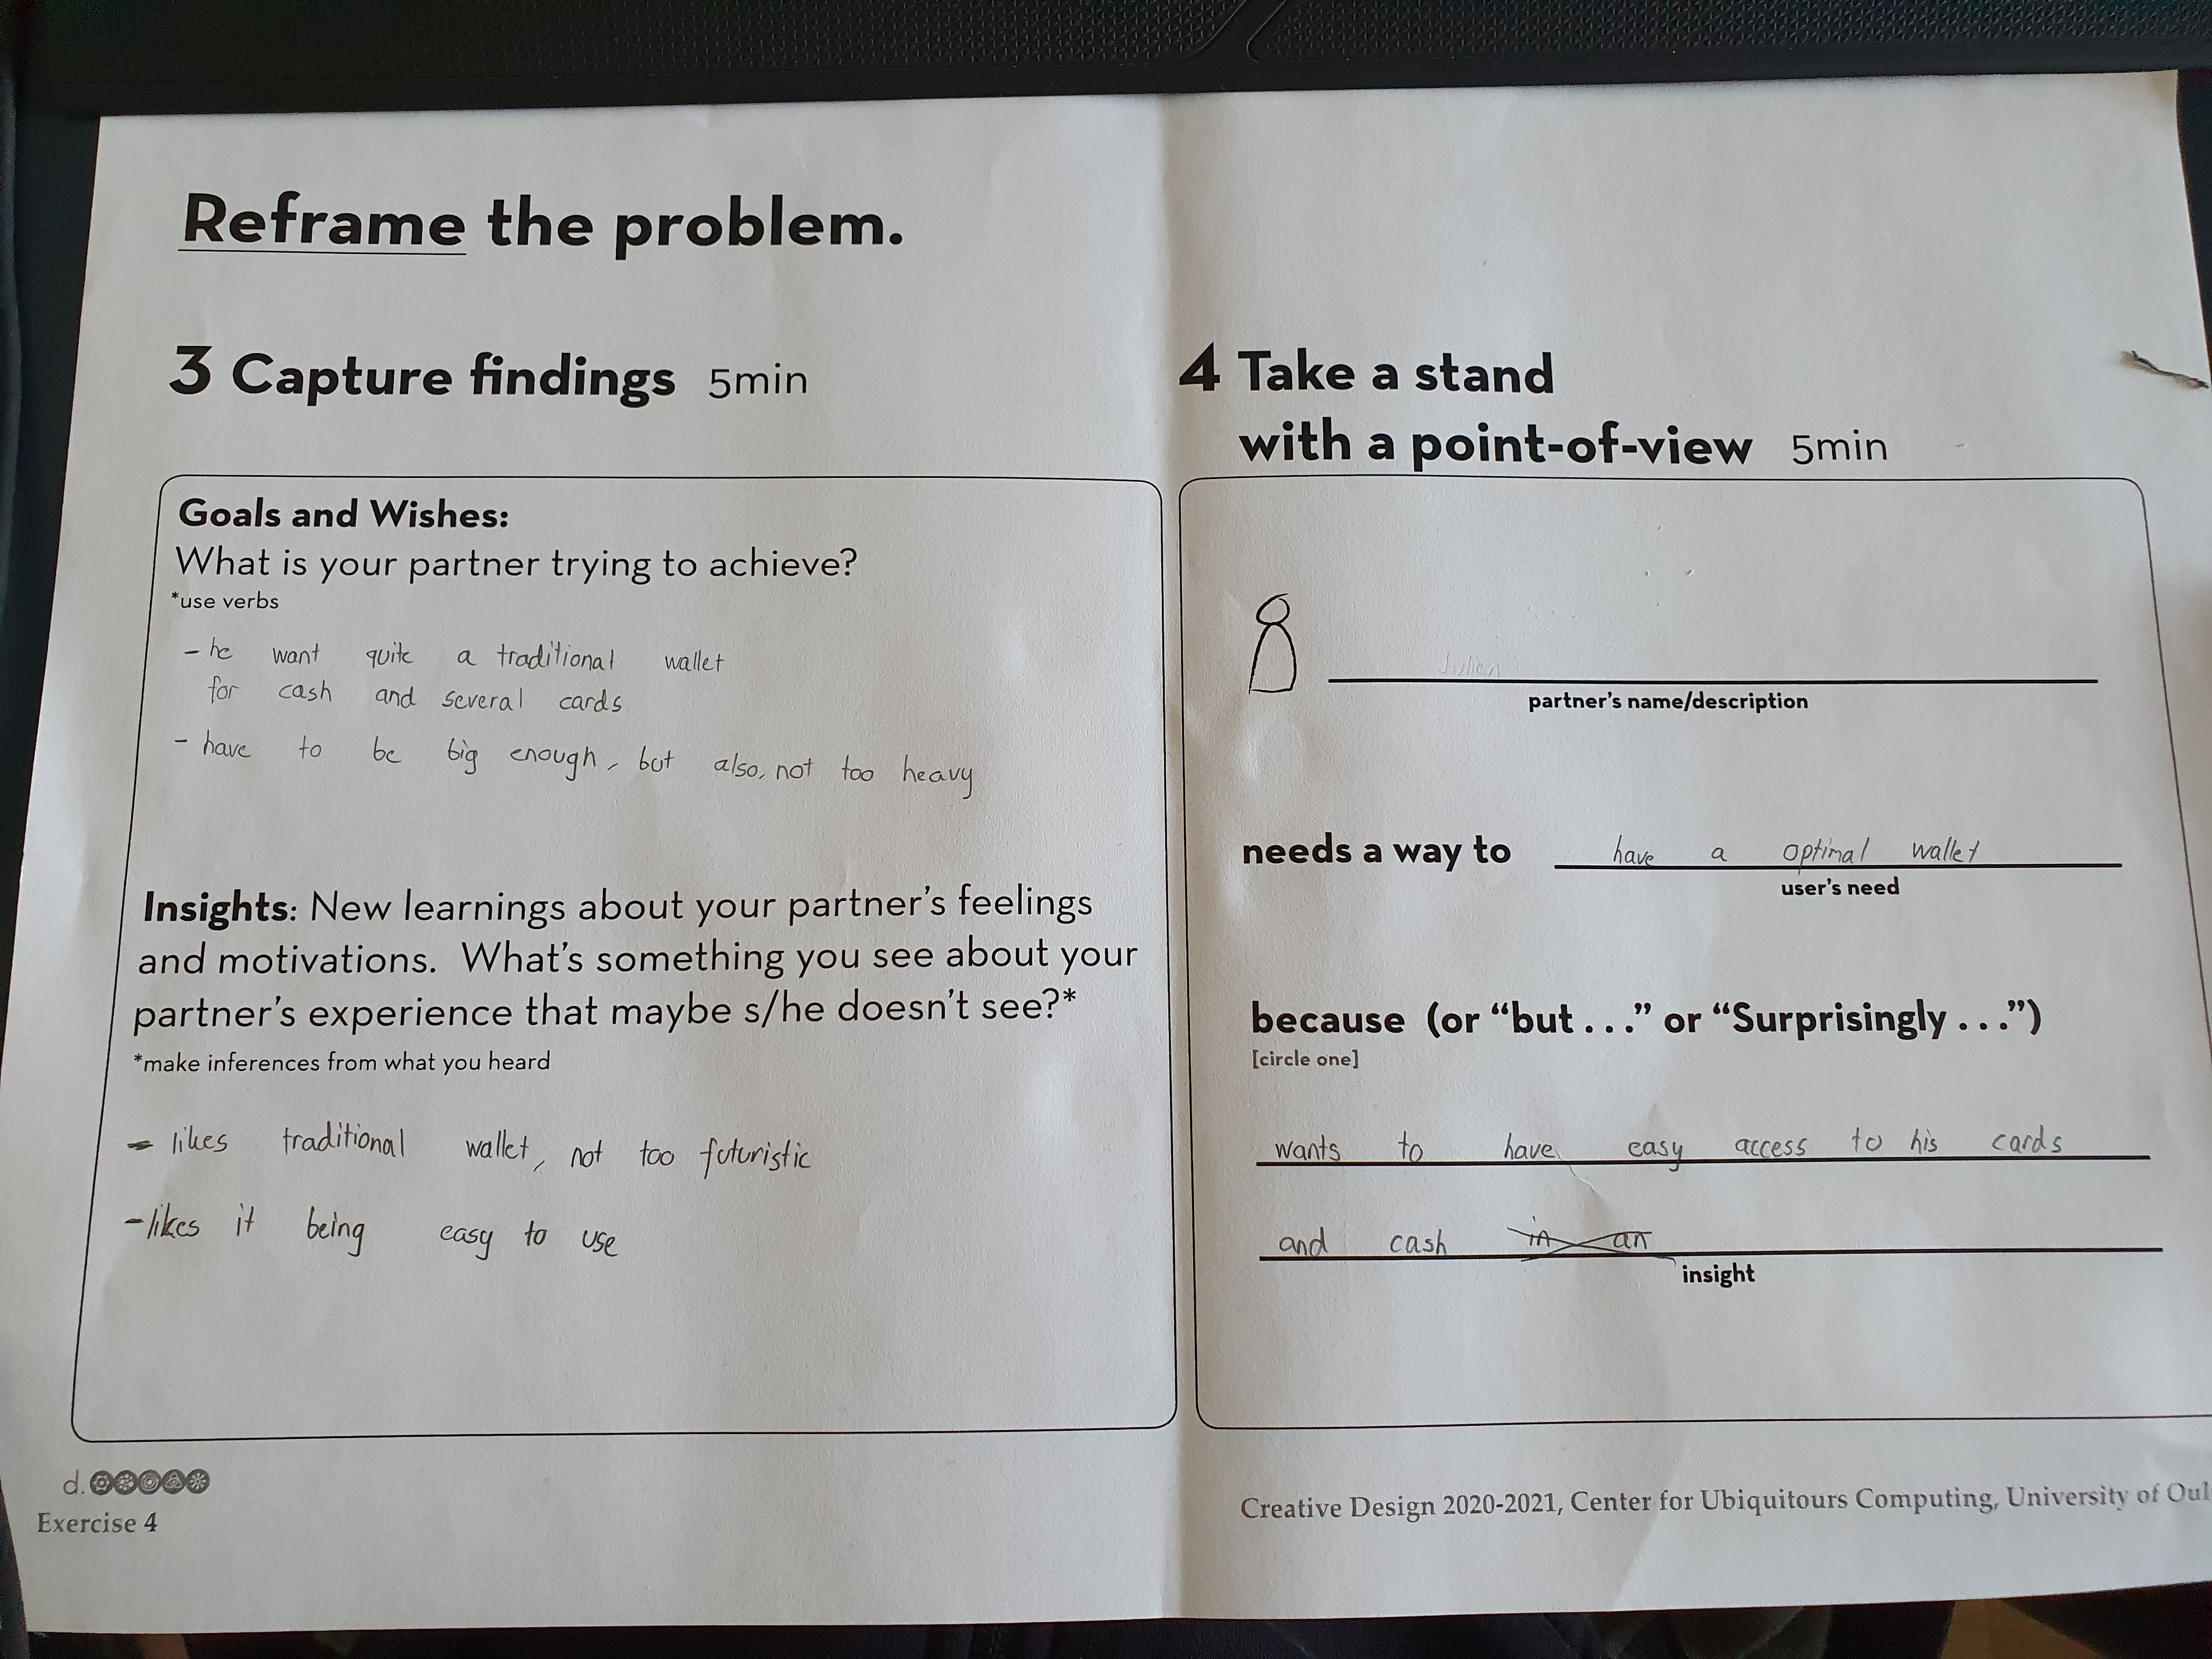 Reframe the problem.
3 Capture findings 5min
Goals and Wishes:
What is your partner trying to achieve?
*use verbs
- he want quite a traditional wallet
for cash and several cards
- have to be big enough, but also, not too heavy
Insights: New learnings about your partner's feelings
and motivations. What's something you see about your
partner's experience that maybe s/he doesn't see?*
*make inferences from what you heard
- likes traditional wallet, not too futuristic
- likes it being easy to use
d.
Exercise 4
4 Take a stand
with a point-of-view 5min
Julien
partner's name/description
needs a way to have a optimal wallet
user's need
because (or "but . . ." or "Surprisingly . . .")
[circle one]
wants to have easy access to his cards
and cash in an
insight
Creative Design 2020-2021, Center for Ubiquitours Computing, University of Oul